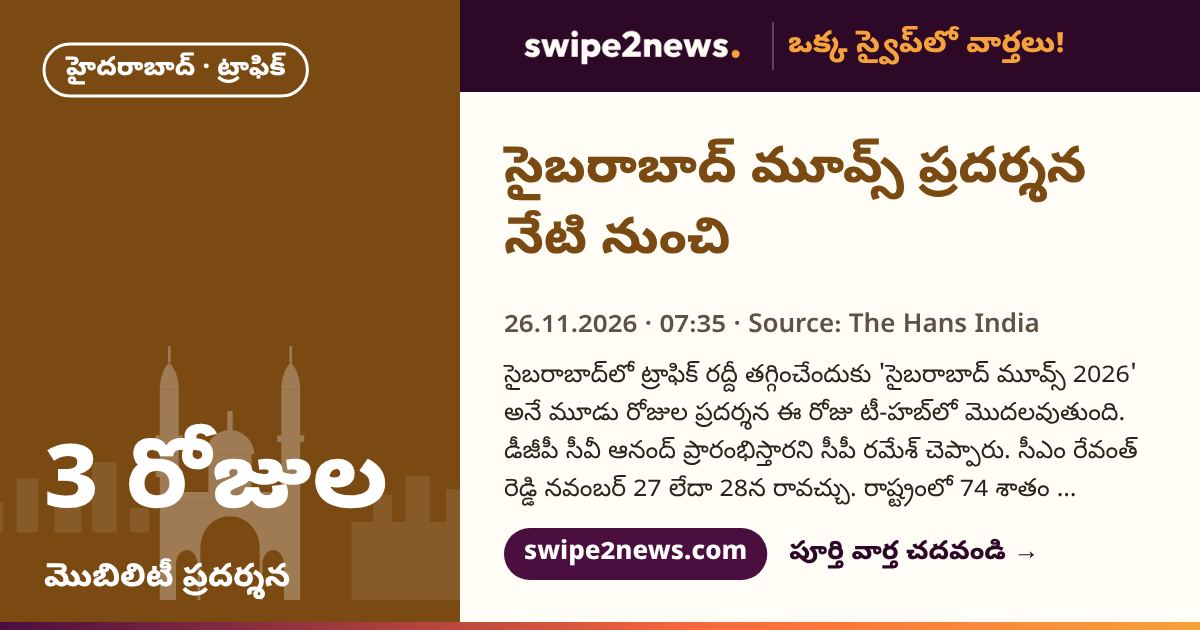 హైదరాబాద్ · ట్రాఫిక్
3 రోజుల
మొబిలిటీ ప్రదర్శన
swipe2news.
ఒక్క స్వైప్‌లో వార్తలు!
సైబరాబాద్ మూవ్స్ ప్రదర్శన
నేటి నుంచి
26.11.2026 · 07:35 · Source: The Hans India
సైబరాబాద్‌లో ట్రాఫిక్ రద్దీ తగ్గించేందుకు 'సైబరాబాద్ మూవ్స్ 2026'
అనే మూడు రోజుల ప్రదర్శన ఈ రోజు టీ-హబ్‌లో మొదలవుతుంది.
డీజీపీ సీవీ ఆనంద్ ప్రారంభిస్తారని సీపీ రమేశ్ చెప్పారు. సీఎం రేవంత్
రెడ్డి నవంబర్ 27 లేదా 28న రావచ్చు. రాష్ట్రంలో 74 శాతం ...
swipe2news.com
పూర్తి వార్త చదవండి →